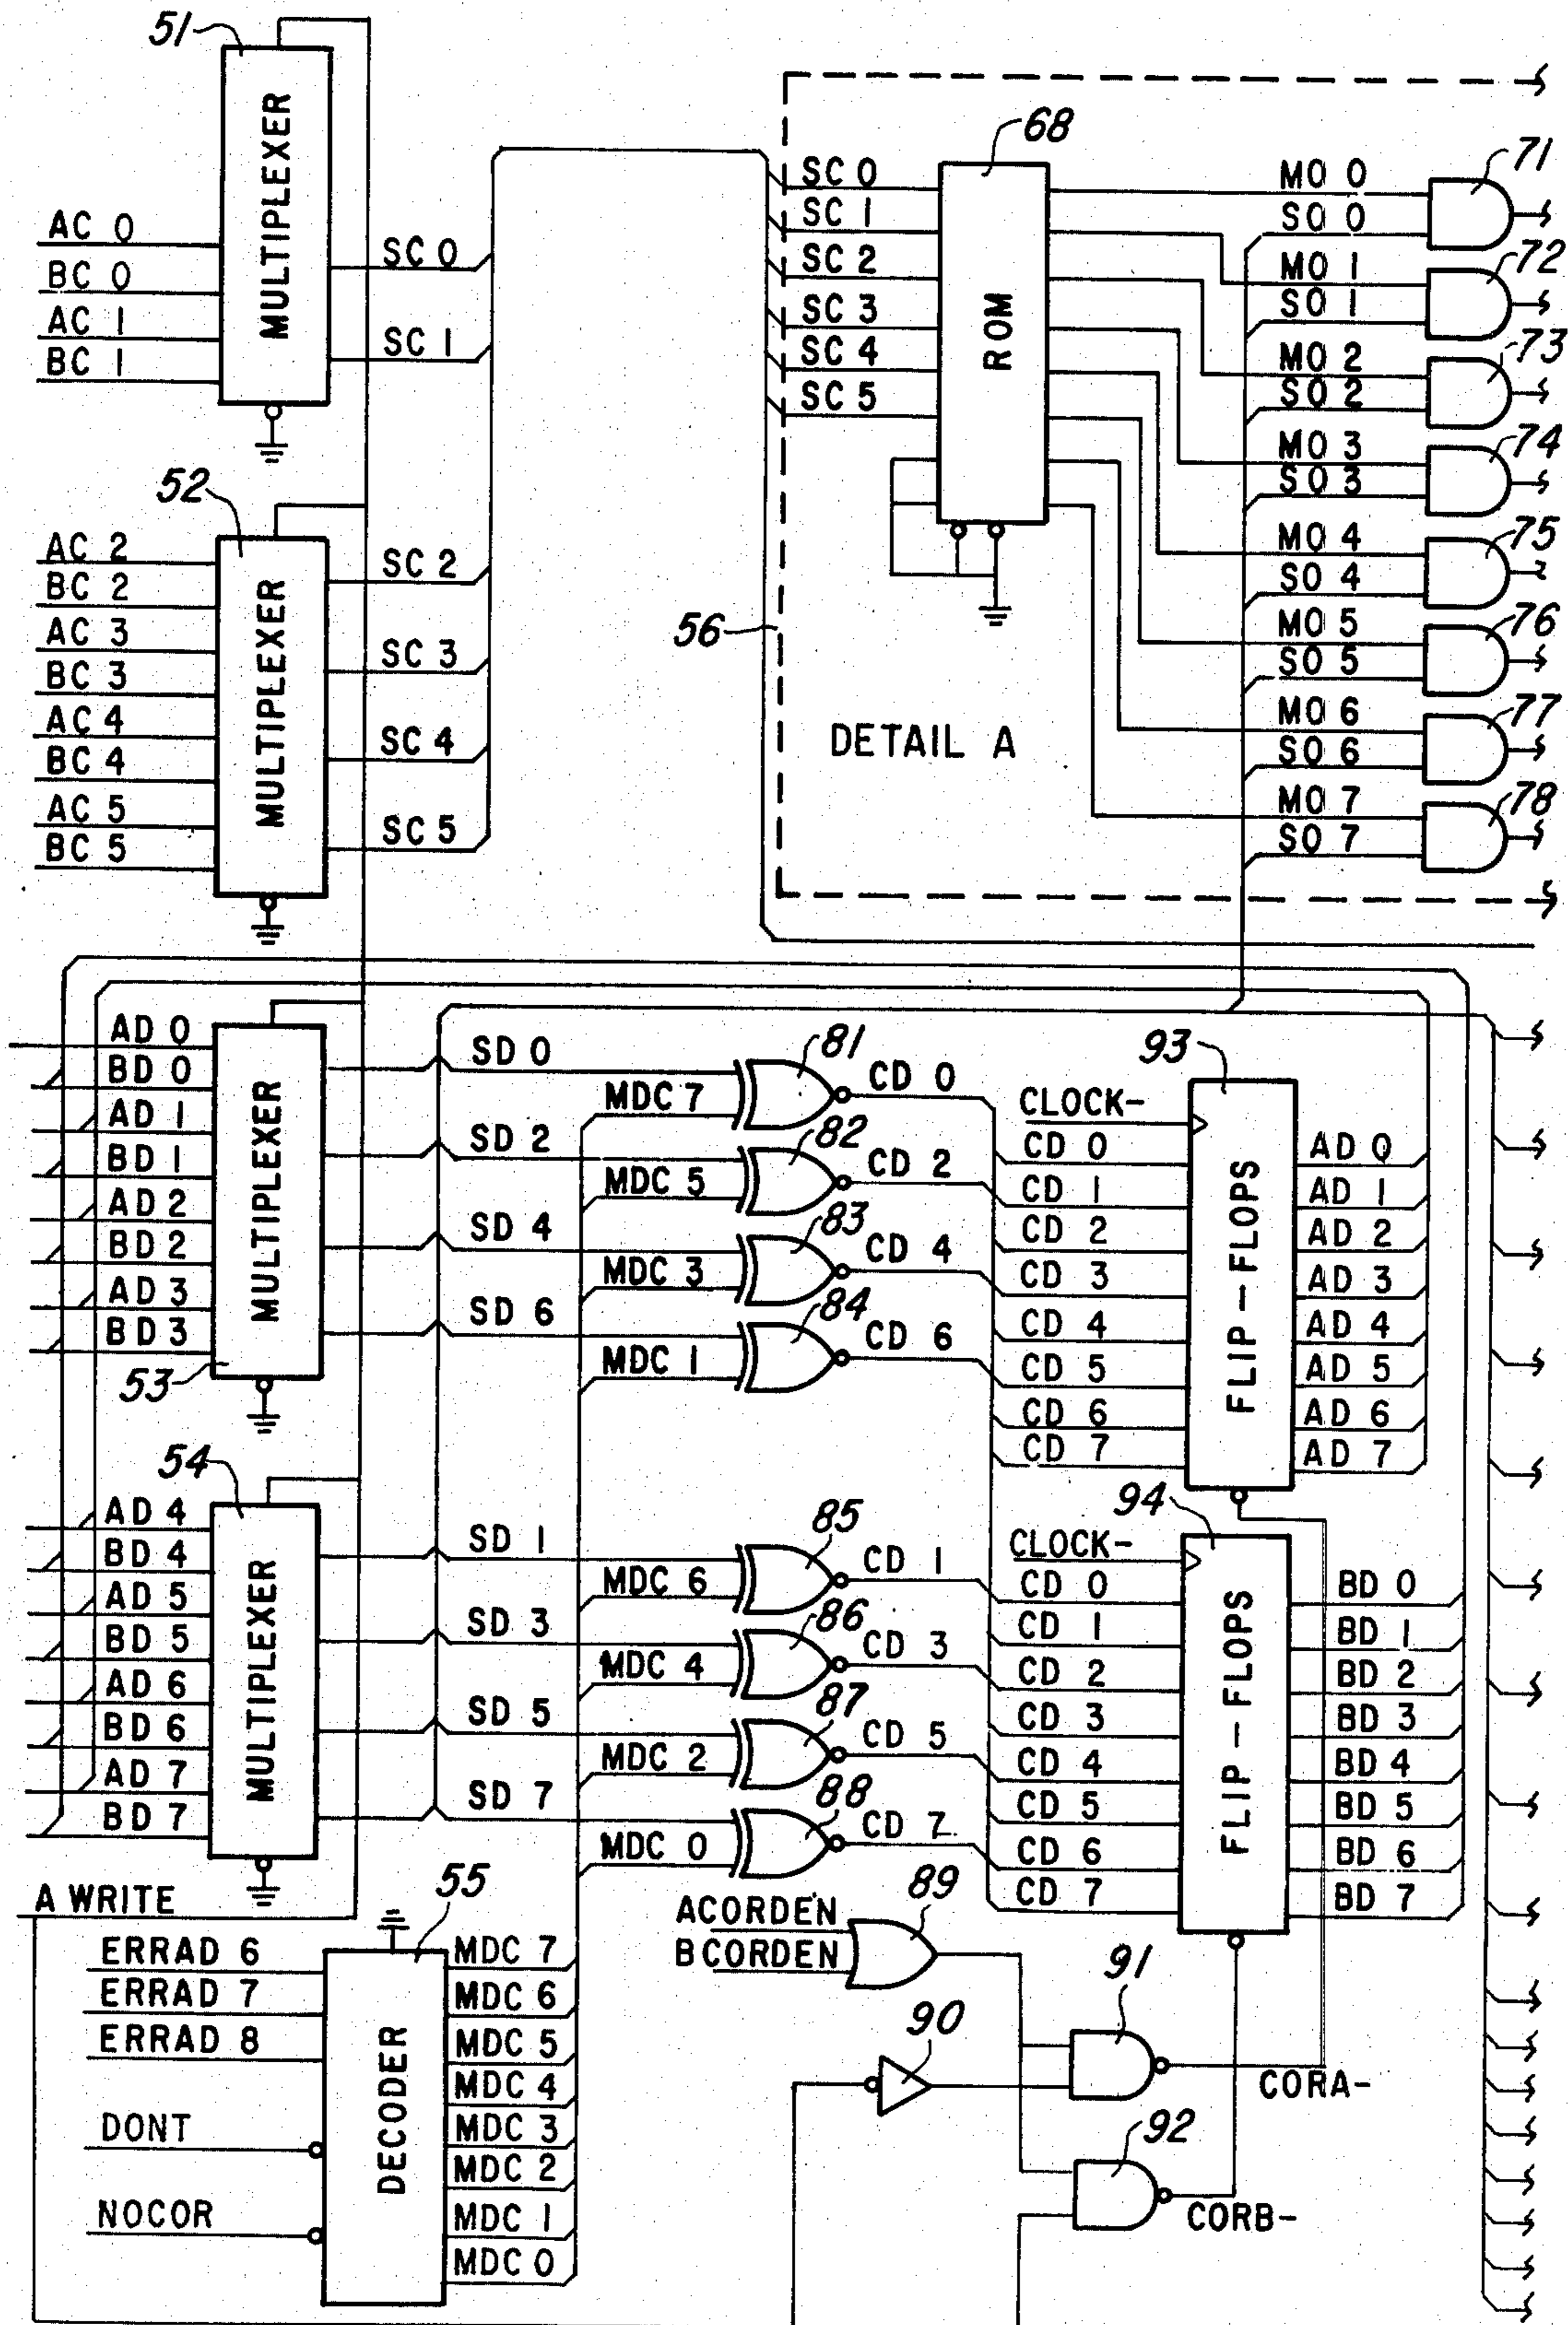 51
MULTIPLEXER
AC 0
BC 0
AC 1
BC 1
SC 0
SC 1
52
MULTIPLEXER
AC 2
BC 2
AC 3
BC 3
AC 4
BC 4
AC 5
BC 5
SC 2
SC 3
SC 4
SC 5
56
68
SC 0
SC 1
SC 2
SC 3
SC 4
SC 5
ROM
DETAIL A
MO 0
SO 0
71
MO 1
SO 1
72
MO 2
SO 2
73
MO 3
SO 3
74
MO 4
SO 4
75
MO 5
SO 5
76
MO 6
SO 6
77
MO 7
SO 7
78
AD 0
BD 0
AD 1
BD 1
AD 2
BD 2
AD 3
BD 3
MULTIPLEXER
53
SD 0
SD 2
SD 4
SD 6
MDC 7
MDC 5
MDC 3
MDC 1
81
82
83
84
CD 0
CD 2
CD 4
CD 6
93
CLOCK-
CD 0
CD 1
CD 2
CD 3
CD 4
CD 5
CD 6
CD 7
FLIP-FLOPS
AD 0
AD 1
AD 2
AD 3
AD 4
AD 5
AD 6
AD 7
54
AD 4
BD 4
AD 5
BD 5
AD 6
BD 6
AD 7
BD 7
MULTIPLEXER
SD 1
SD 3
SD 5
SD 7
MDC 6
MDC 4
MDC 2
MDC 0
85
86
87
88
CD 1
CD 3
CD 5
CD 7
94
CLOCK-
CD 0
CD 1
CD 2
CD 3
CD 4
CD 5
CD 6
CD 7
FLIP-FLOPS
BD 0
BD 1
BD 2
BD 3
BD 4
BD 5
BD 6
BD 7
A WRITE
55
ERRAD 6
ERRAD 7
ERRAD 8
DONT
NOCOR
DECODER
MDC 7
MDC 6
MDC 5
MDC 4
MDC 3
MDC 2
MDC 1
MDC 0
ACORDEN
BCORDEN
89
90
91
CORA-
92
CORB-